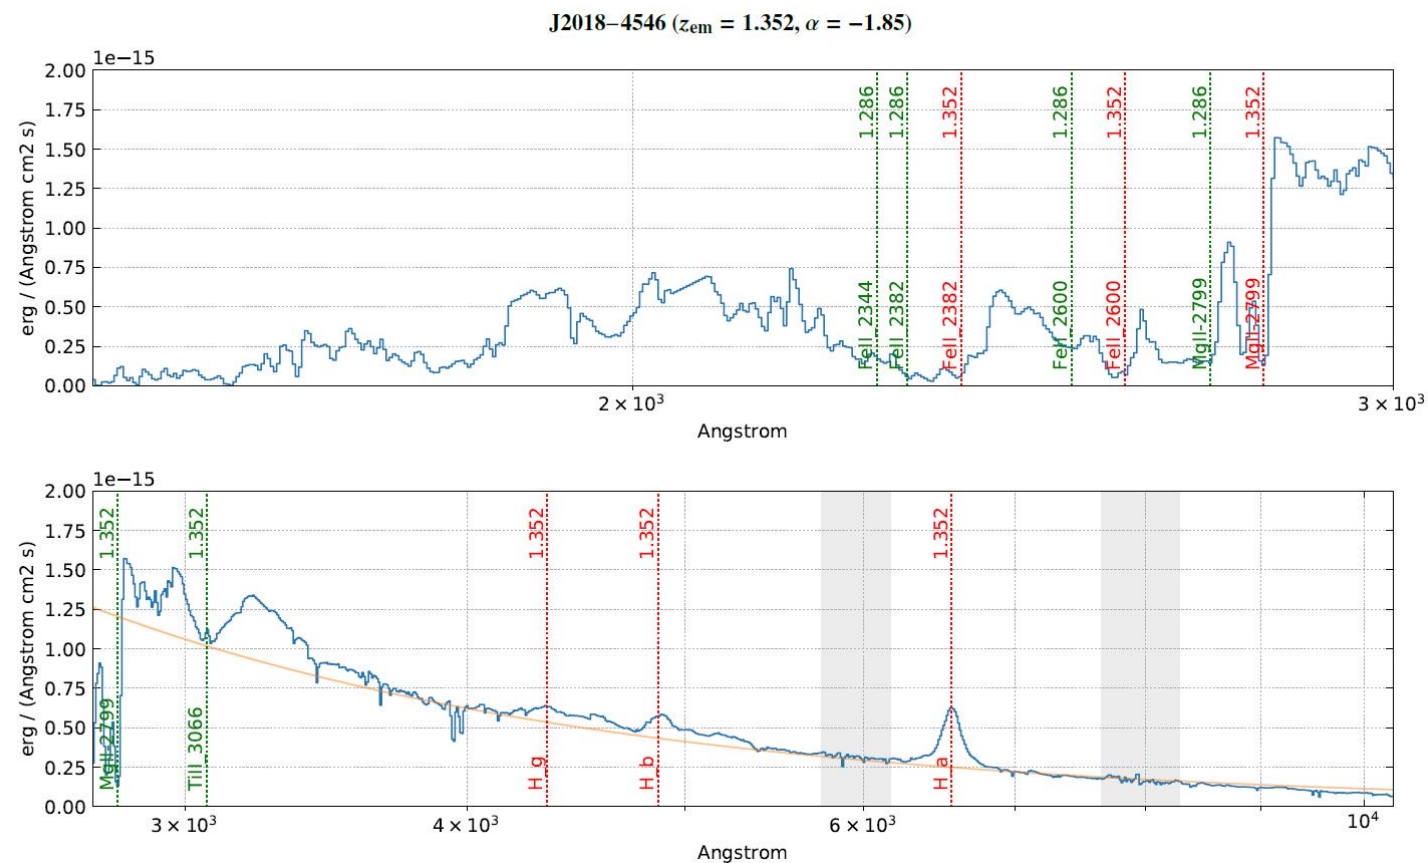 J2018−4546 (zem = 1.352, α = −1.85)
1e−15
2.00
1.75
1.50
1.25
1.00
0.75
0.50
0.25
0.00
erg / (Angstrom cm2 s)
1.286
1.286
1.352
1.286
1.352
1.286
1.352
FeII 2344
FeII 2382
FeII 2382
FeII 2600
FeII 2600
MgII-2799
MgII-2799
2 × 10³
3 × 10³
Angstrom
1e−15
2.00
1.75
1.50
1.25
1.00
0.75
0.50
0.25
0.00
erg / (Angstrom cm2 s)
1.352
1.352
1.352
1.352
1.352
MgII-2799
TiII 3066
H g
H b
H a
3 × 10³
4 × 10³
6 × 10³
10⁴
Angstrom